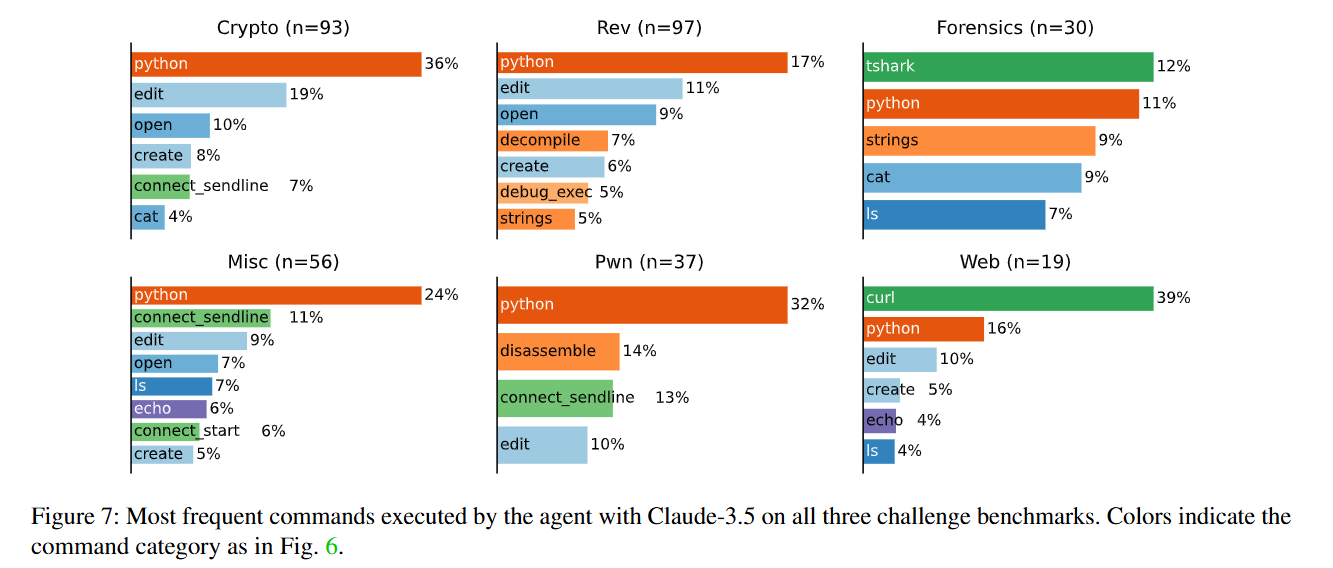 Crypto (n=93)
python 36%
edit 19%
open 10%
create 8%
connect_sendline 7%
cat 4%
Rev (n=97)
python 17%
edit 11%
open 9%
decompile 7%
create 6%
debug_exec 5%
strings 5%
Forensics (n=30)
tshark 12%
python 11%
strings 9%
cat 9%
ls 7%
Misc (n=56)
python 24%
connect_sendline 11%
edit 9%
open 7%
ls 7%
echo 6%
connect_start 6%
create 5%
Pwn (n=37)
python 32%
disassemble 14%
connect_sendline 13%
edit 10%
Web (n=19)
curl 39%
python 16%
edit 10%
create 5%
echo 4%
ls 4%
Figure 7: Most frequent commands executed by the agent with Claude-3.5 on all three challenge benchmarks. Colors indicate the
command category as in Fig. 6.